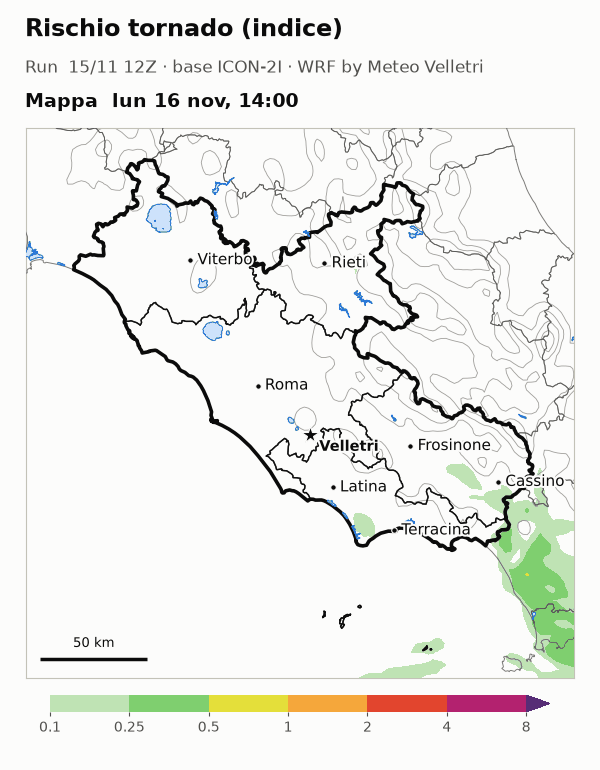 Rischio tornado (indice)
Run  15/11 12Z · base ICON-2I · WRF by Meteo Velletri
Mappa  lun 16 nov, 14:00
Viterbo
Rieti
Roma
Velletri
Frosinone
Cassino
Latina
Terracina
50 km
0.1 0.25 0.5 1 2 4 8